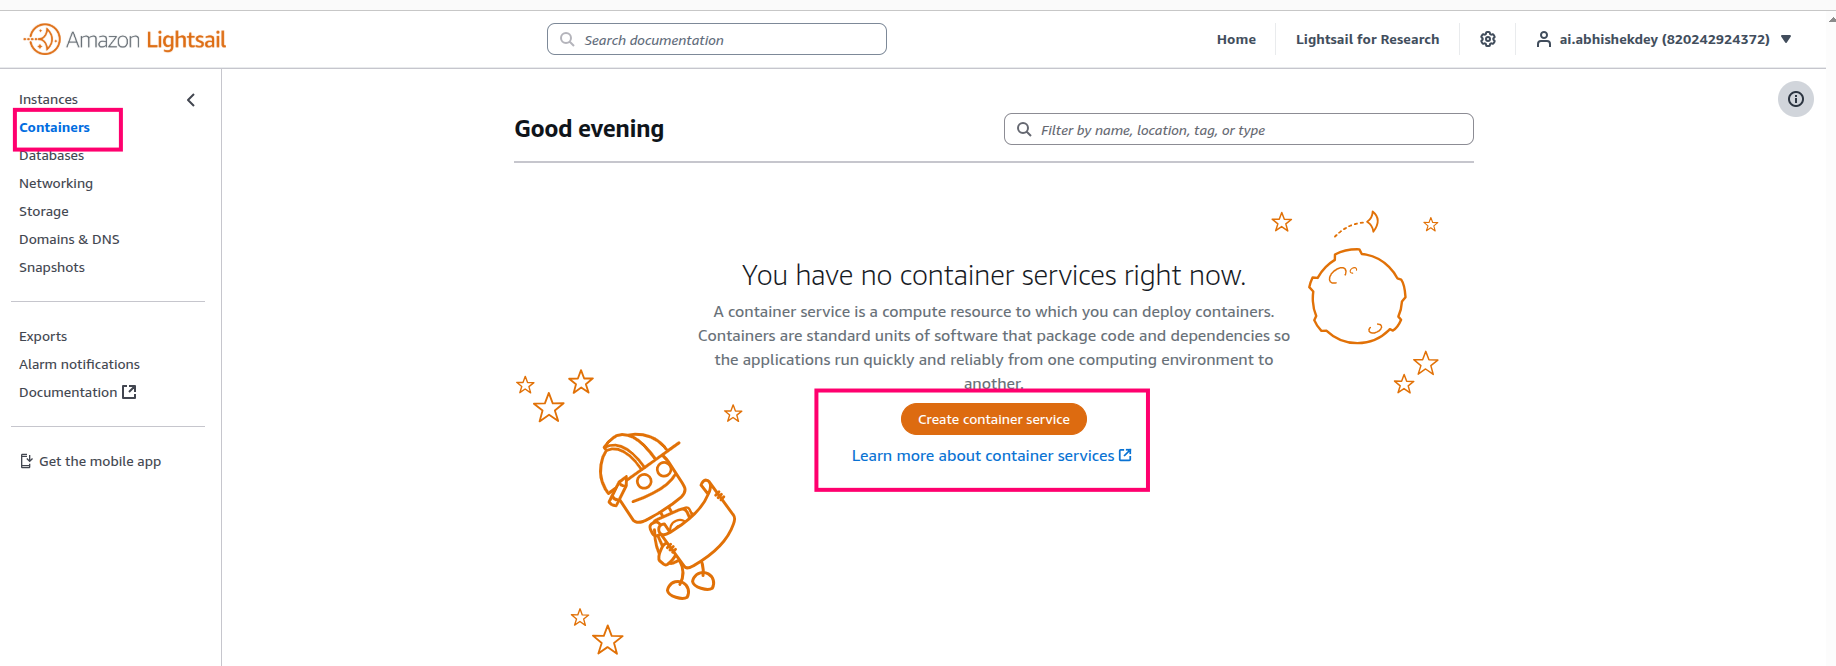 Amazon Lightsail
Search documentation
Home
Lightsail for Research
ai.abhishekdey (820242924372)
Instances
Containers
Databases
Networking
Storage
Domains & DNS
Snapshots
Exports
Alarm notifications
Documentation
Get the mobile app
Good evening
Filter by name, location, tag, or type
You have no container services right now.
A container service is a compute resource to which you can deploy containers.
Containers are standard units of software that package code and dependencies so
the applications run quickly and reliably from one computing environment to
another.
Create container service
Learn more about container services